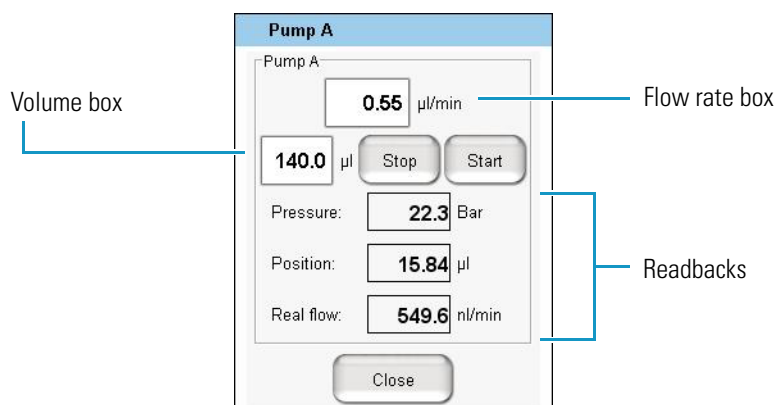 Pump A
Pump A
0.55 µl/min
Flow rate box
Volume box
140.0 µl Stop Start
Pressure: 22.3 Bar
Position: 15.84 µl
Readbacks
Real flow: 549.6 nl/min
Close